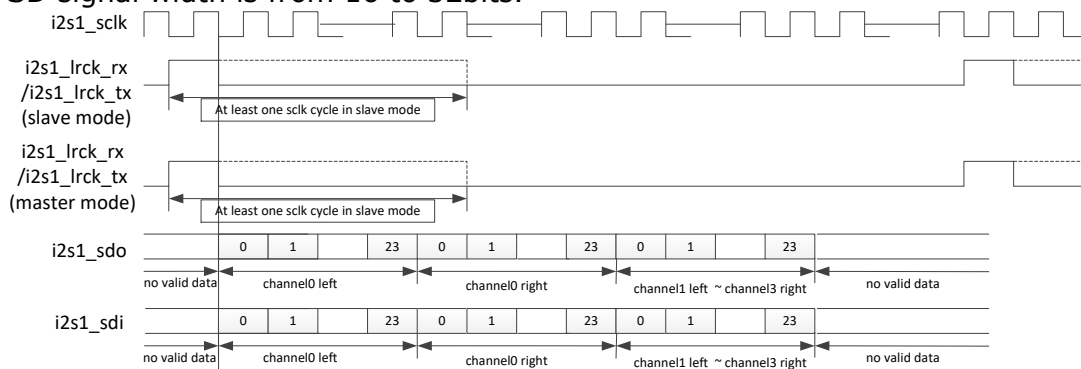 SD signal width is from 16 to 32bits.
i2s1_sclk
i2s1_lrck_rx
/i2s1_lrck_tx
(slave mode)
At least one sclk cycle in slave mode
i2s1_lrck_rx
/i2s1_lrck_tx
(master mode)
At least one sclk cycle in slave mode
i2s1_sdo
0 1 23 0 1 23 0 1 23
no valid data channel0 left channel0 right channel1 left ~ channel3 right no valid data
i2s1_sdi
0 1 23 0 1 23 0 1 23
no valid data channel0 left channel0 right channel1 left ~ channel3 right no valid data